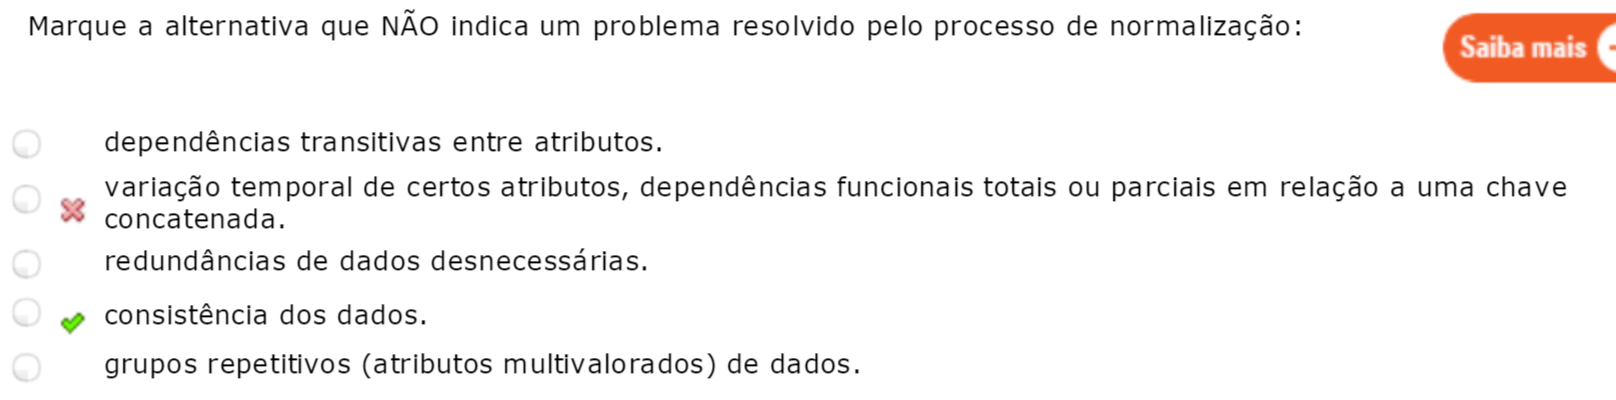 Marque a alternativa que NÃO indica um problema resolvido pelo processo de normalização:
Saiba mais
dependências transitivas entre atributos.
variação temporal de certos atributos, dependências funcionais totais ou parciais em relação a uma chave
concatenada.
redundâncias de dados desnecessárias.
consistência dos dados.
grupos repetitivos (atributos multivalorados) de dados.